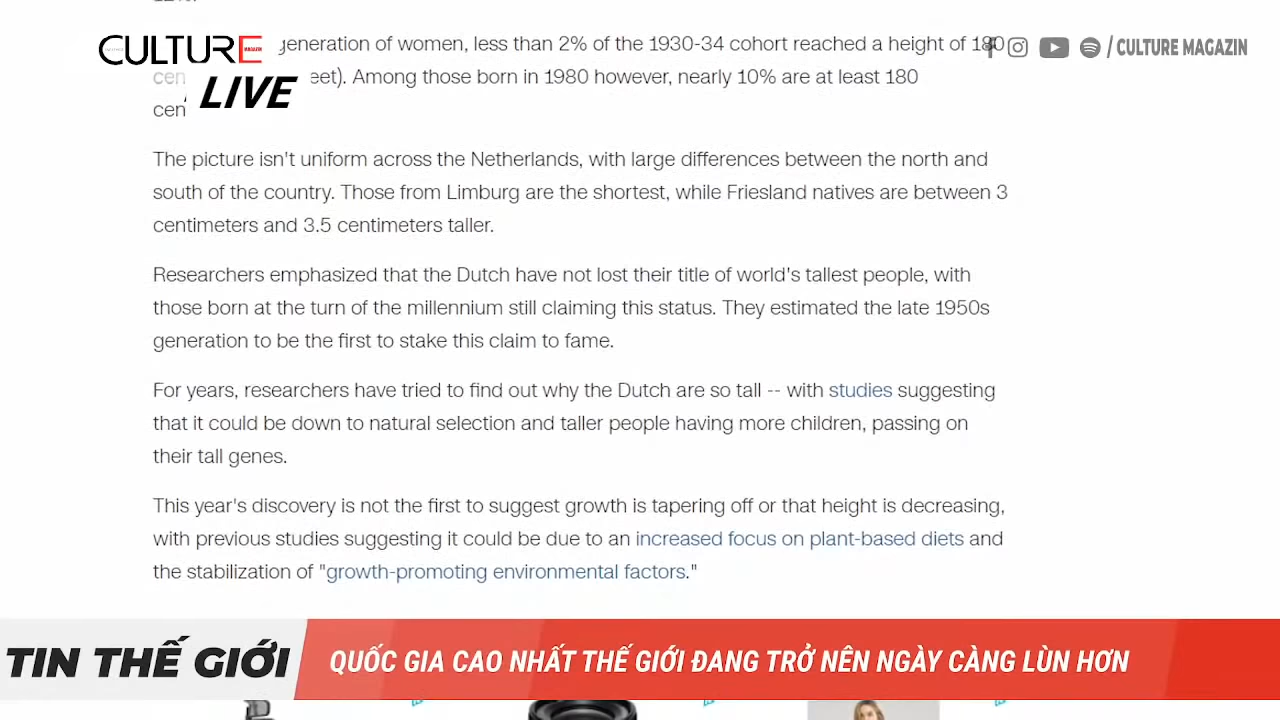 CULTURE
MAGAZIN
LIVE
/ CULTURE MAGAZIN
generation of women, less than 2% of the 1930-34 cohort reached a height of 180
cen eet). Among those born in 1980 however, nearly 10% are at least 180
cen
The picture isn't uniform across the Netherlands, with large differences between the north and
south of the country. Those from Limburg are the shortest, while Friesland natives are between 3
centimeters and 3.5 centimeters taller.
Researchers emphasized that the Dutch have not lost their title of world's tallest people, with
those born at the turn of the millennium still claiming this status. They estimated the late 1950s
generation to be the first to stake this claim to fame.
For years, researchers have tried to find out why the Dutch are so tall -- with studies suggesting
that it could be down to natural selection and taller people having more children, passing on
their tall genes.
This year's discovery is not the first to suggest growth is tapering off or that height is decreasing,
with previous studies suggesting it could be due to an increased focus on plant-based diets and
the stabilization of "growth-promoting environmental factors."
TIN THẾ GIỚI
QUỐC GIA CAO NHẤT THẾ GIỚI ĐANG TRỞ NÊN NGÀY CÀNG LÙN HƠN